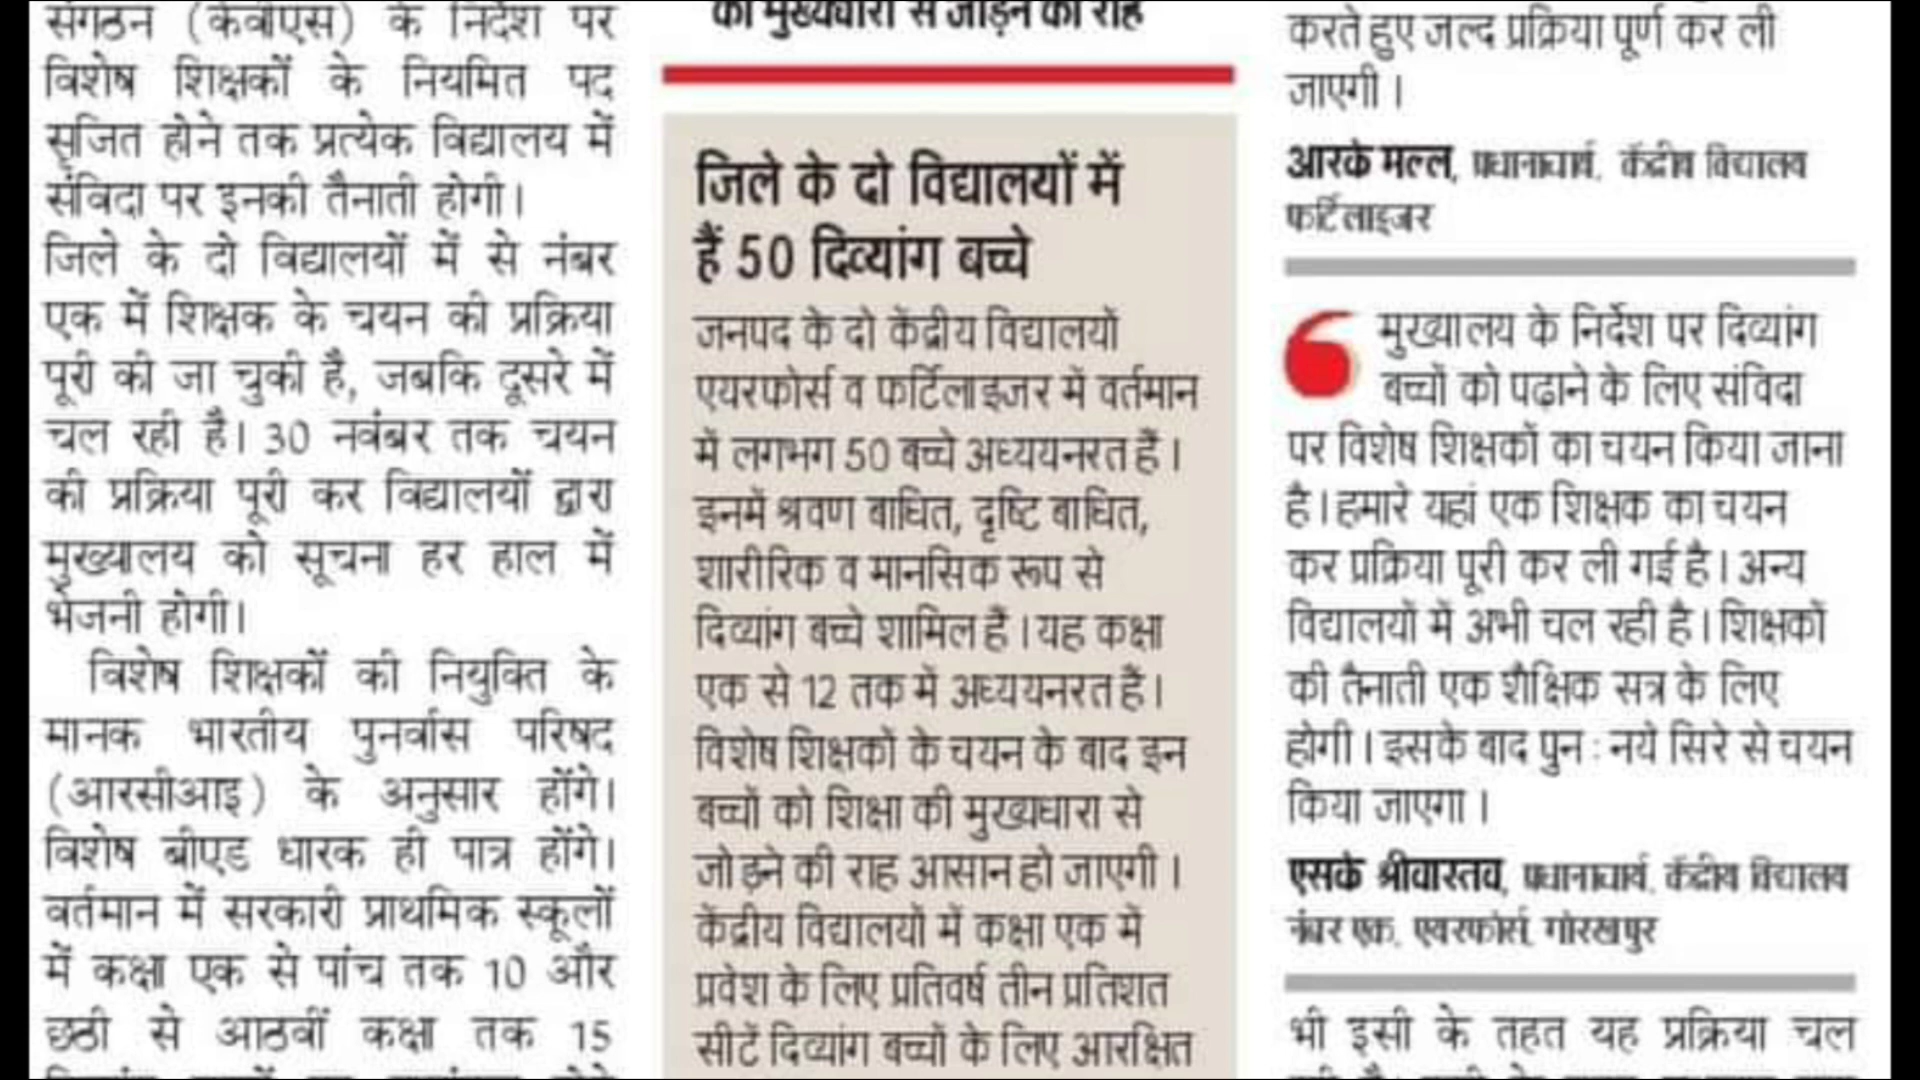 संगठन (केवीएस) के निर्देश पर
विशेष शिक्षकों के नियमित पद
सृजित होने तक प्रत्येक विद्यालय में
संविदा पर इनकी तैनाती होगी।
जिले के दो विद्यालयों में से नंबर
एक में शिक्षक के चयन की प्रक्रिया
पूरी की जा चुकी है, जबकि दूसरे में
चल रही है। 30 नवंबर तक चयन
की प्रक्रिया पूरी कर विद्यालयों द्वारा
मुख्यालय को सूचना हर हाल में
भेजनी होगी।
विशेष शिक्षकों की नियुक्ति के
मानक भारतीय पुनर्वास परिषद
(आरसीआइ) के अनुसार होंगे।
विशेष बीएड धारक ही पात्र होंगे।
वर्तमान में सरकारी प्राथमिक स्कूलों
में कक्षा एक से पांच तक 10 और
छठी से आठवीं कक्षा तक 15
को मुख्यधारा से जोड़ने की राह
जिले के दो विद्यालयों में
हैं 50 दिव्यांग बच्चे
जनपद के दो केंद्रीय विद्यालयों
एयरफोर्स व फर्टिलाइजर में वर्तमान
में लगभग 50 बच्चे अध्ययनरत हैं।
इनमें श्रवण बाधित, दृष्टि बाधित,
शारीरिक व मानसिक रूप से
दिव्यांग बच्चे शामिल हैं। यह कक्षा
एक से 12 तक में अध्ययनरत हैं।
विशेष शिक्षकों के चयन के बाद इन
बच्चों को शिक्षा की मुख्यधारा से
जोड़ने की राह आसान हो जाएगी।
केंद्रीय विद्यालयों में कक्षा एक में
प्रवेश के लिए प्रतिवर्ष तीन प्रतिशत
सीटें दिव्यांग बच्चों के लिए आरक्षित
करते हुए जल्द प्रक्रिया पूर्ण कर ली
जाएगी।
आरके मल्ल, प्रधानाचार्य, केंद्रीय विद्यालय
फर्टिलाइजर
मुख्यालय के निर्देश पर दिव्यांग
बच्चों को पढ़ाने के लिए संविदा
पर विशेष शिक्षकों का चयन किया जाना
है। हमारे यहां एक शिक्षक का चयन
कर प्रक्रिया पूरी कर ली गई है। अन्य
विद्यालयों में अभी चल रही है। शिक्षकों
की तैनाती एक शैक्षिक सत्र के लिए
होगी। इसके बाद पुन: नये सिरे से चयन
किया जाएगा।
एसके श्रीवास्तव, प्रधानाचार्य, केंद्रीय विद्यालय
नंबर एक, एयरफोर्स, गोरखपुर
भी इसी के तहत यह प्रक्रिया चल